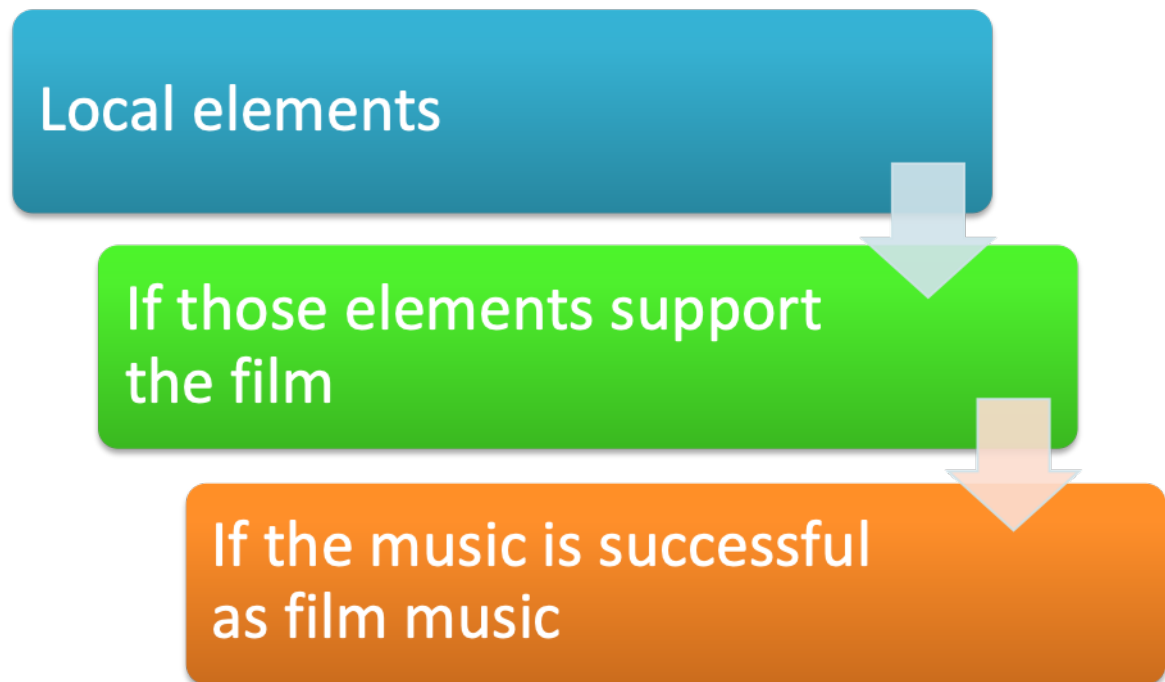 Local elements
If those elements support
the film
If the music is successful
as film music